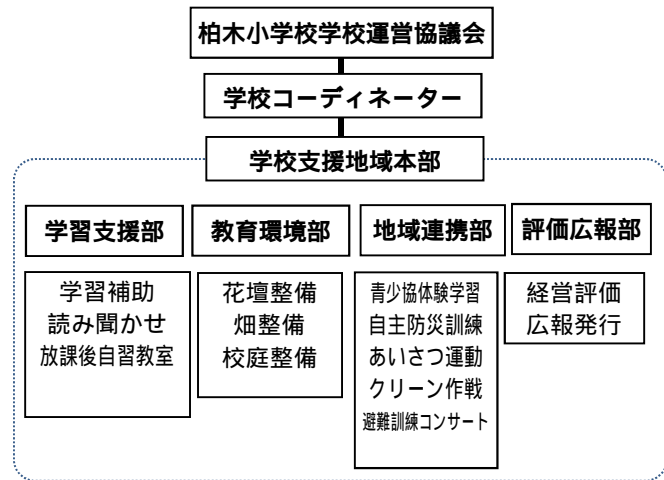 柏木小学校学校運営協議会
学校コーディネーター
学校支援地域本部
学習支援部
学習補助
読み聞かせ
放課後自習教室
教育環境部
花壇整備
畑整備
校庭整備
地域連携部
青少協体験学習
自主防災訓練
あいさつ運動
クリーン作戦
避難訓練コンサート
評価広報部
経営評価
広報発行